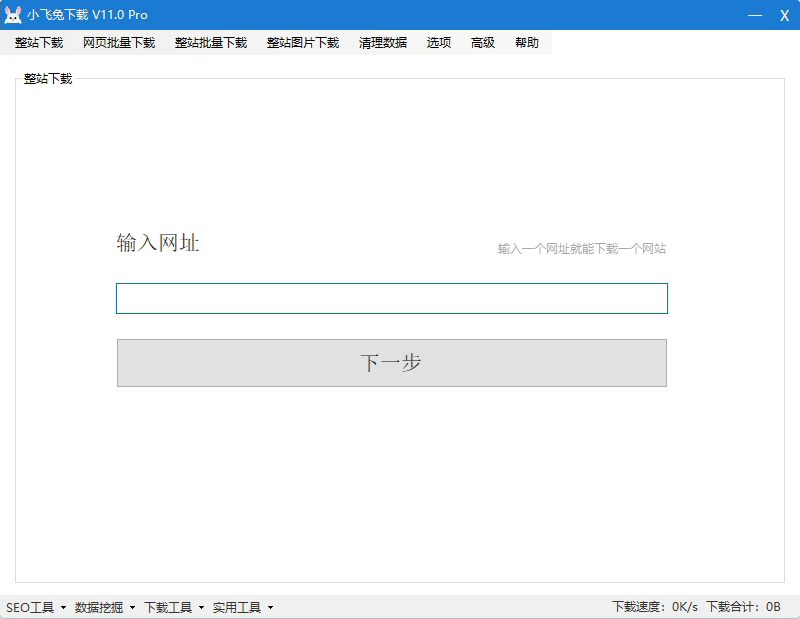 小飞兔下载 V11.0 Pro
整站下载 网页批量下载 整站批量下载 整站图片下载 清理数据 选项 高级 帮助
整站下载
输入网址
输入一个网址就能下载一个网站
下一步
SEO工具 数据挖掘 下载工具 实用工具 下载速度：0K/s 下载合计：0B